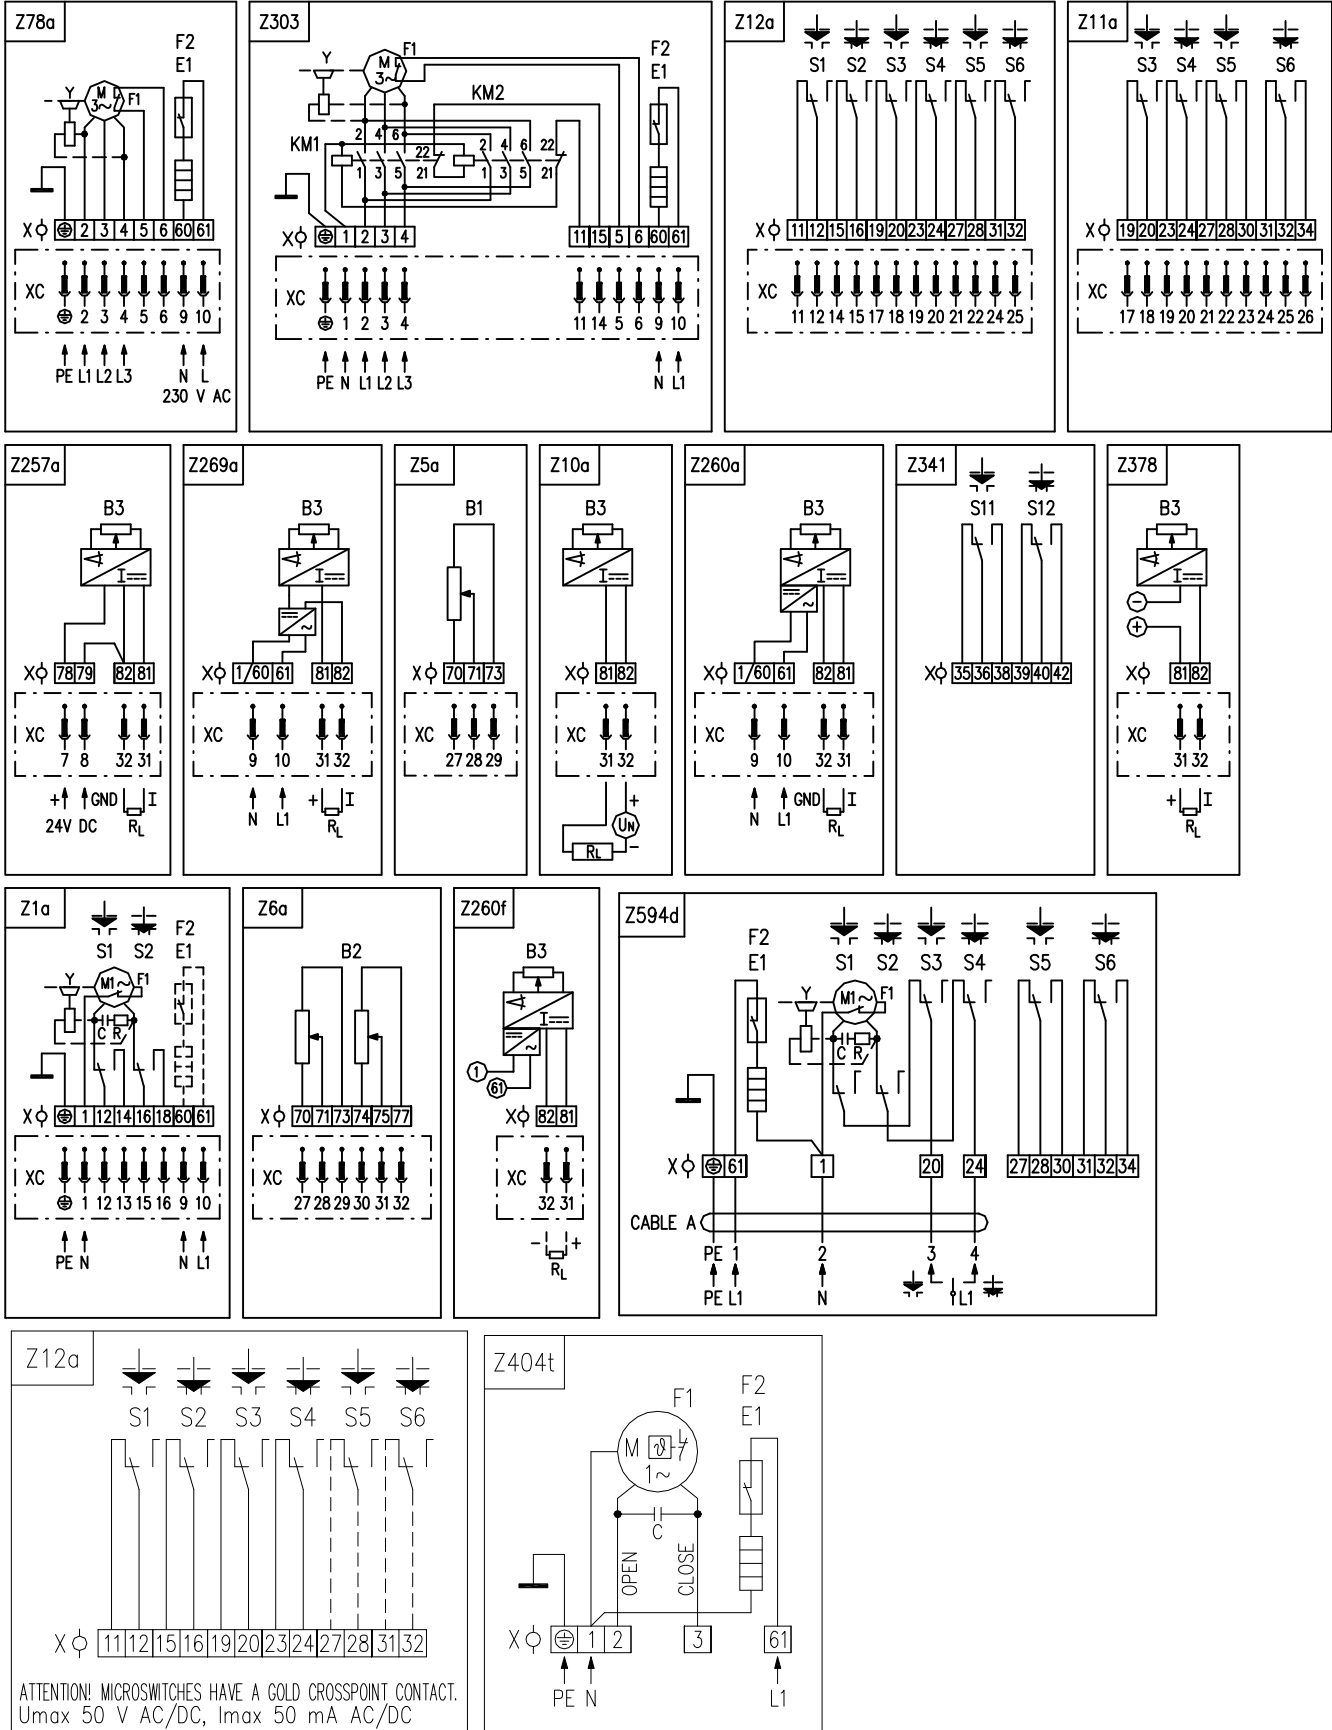 Z78a
F2
E1
Y M 3~ F1
X ⏚ 2 3 4 5 6 60 61
XC
⏚ 2 3 4 5 6 9 10
PE L1 L2 L3 N L
230 V AC
Z303
F1 F2
Y M 3~ E1
KM2
KM1 2 4 6 22 2 4 6 22
1 3 5 21 1 3 5 21
X ⏚ 1 2 3 4 11 15 5 6 60 61
XC
⏚ 1 2 3 4 11 14 5 6 9 10
PE N L1 L2 L3 N L1
Z12a
S1 S2 S3 S4 S5 S6
X 11 12 15 16 19 20 23 24 27 28 31 32
XC
11 12 14 15 17 18 19 20 21 22 24 25
Z11a
S3 S4 S5 S6
X 19 20 23 24 27 28 30 31 32 34
XC
17 18 19 20 21 22 23 24 25 26
Z257a
B3
I
X 78 79 82 81
XC
7 8 32 31
+ GND I
24V DC RL
Z269a
B3
I
~
X 1/60 61 81 82
XC
9 10 31 32
+ I
N L1 RL
Z5a
B1
X 70 71 73
XC
27 28 29
Z10a
B3
I
X 81 82
XC
31 32
+
UN
RL -
Z260a
B3
I
~
X 1/60 61 82 81
XC
9 10 32 31
GND I
N L1 RL
Z341
S11 S12
X 35 36 38 39 40 42
Z378
B3
I
-
+
X 81 82
XC
31 32
+ I
RL
Z1a
S1 S2 F2
E1
Y M1 ~ F1
C R
X ⏚ 1 12 14 16 18 60 61
XC
⏚ 1 12 13 15 16 9 10
PE N N L1
Z6a
B2
X 70 71 73 74 75 77
XC
27 28 29 30 31 32
Z260f
B3
I
~
1
61
X 82 81
XC
32 31
- +
RL
Z594d
F2
E1 S1 S2 S3 S4 S5 S6
Y M1 ~ F1
C R
X ⏚ 61 1 20 24 27 28 30 31 32 34
CABLE A
PE 1 2 3 4
PE L1 N L1
Z12a
S1 S2 S3 S4 S5 S6
X 11 12 15 16 19 20 23 24 27 28 31 32
ATTENTION! MICROSWITCHES HAVE A GOLD CROSSPOINT CONTACT.
Umax 50 V AC/DC, Imax 50 mA AC/DC
Z404t
F1 F2
E1
M ϑ
1~
C
OPEN CLOSE
X ⏚ 1 2 3 61
PE N L1